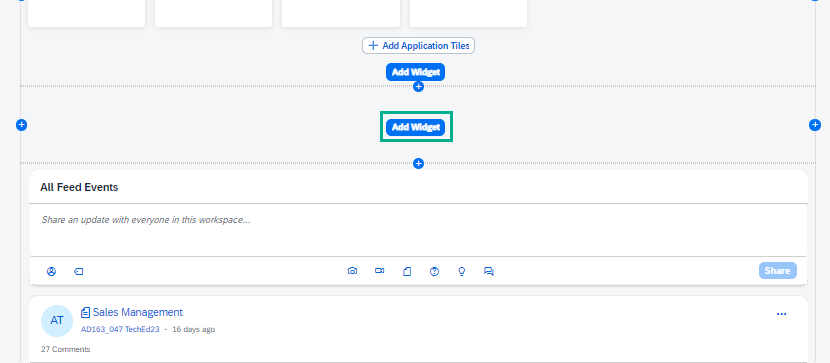 Add Application Tiles
Add Widget
Add Widget
All Feed Events
Share an update with everyone in this workspace...
Share
AT
Sales Management
AD163_047 TechEd23 · 16 days ago
27 Comments